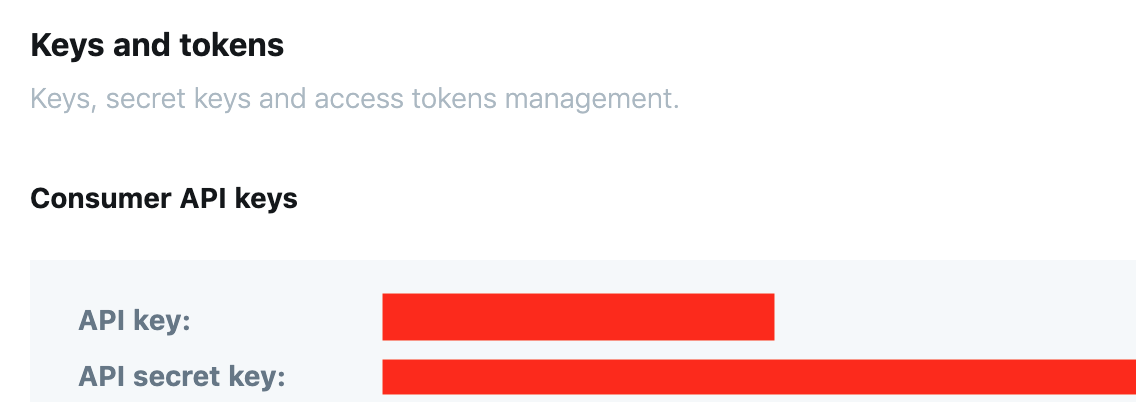 Keys and tokens
Keys, secret keys and access tokens management.
Consumer API keys
API key:
API secret key: